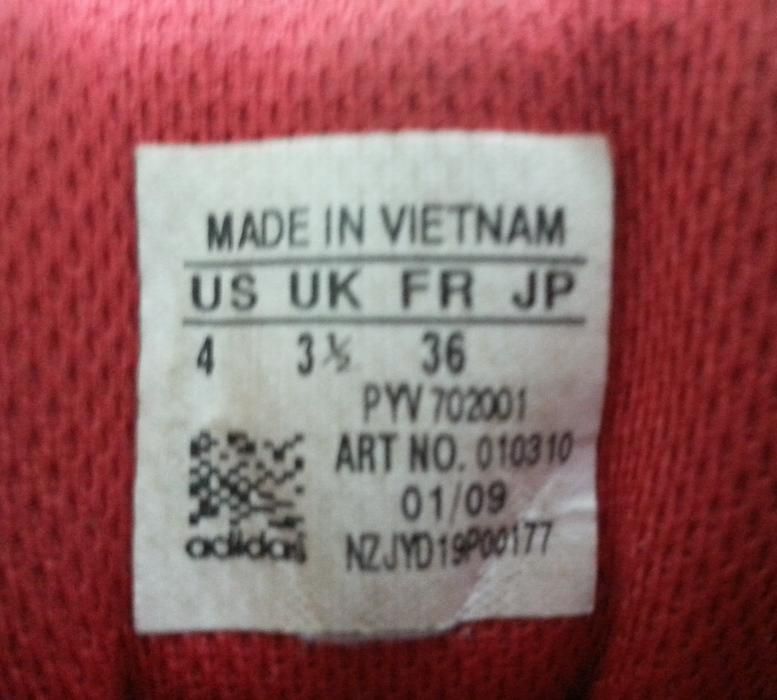 MADE IN VIETNAM
US UK FR JP
4 3½ 36
PYV 702001
ART NO. 010310
01/09
adidas
NZJYD19P00177